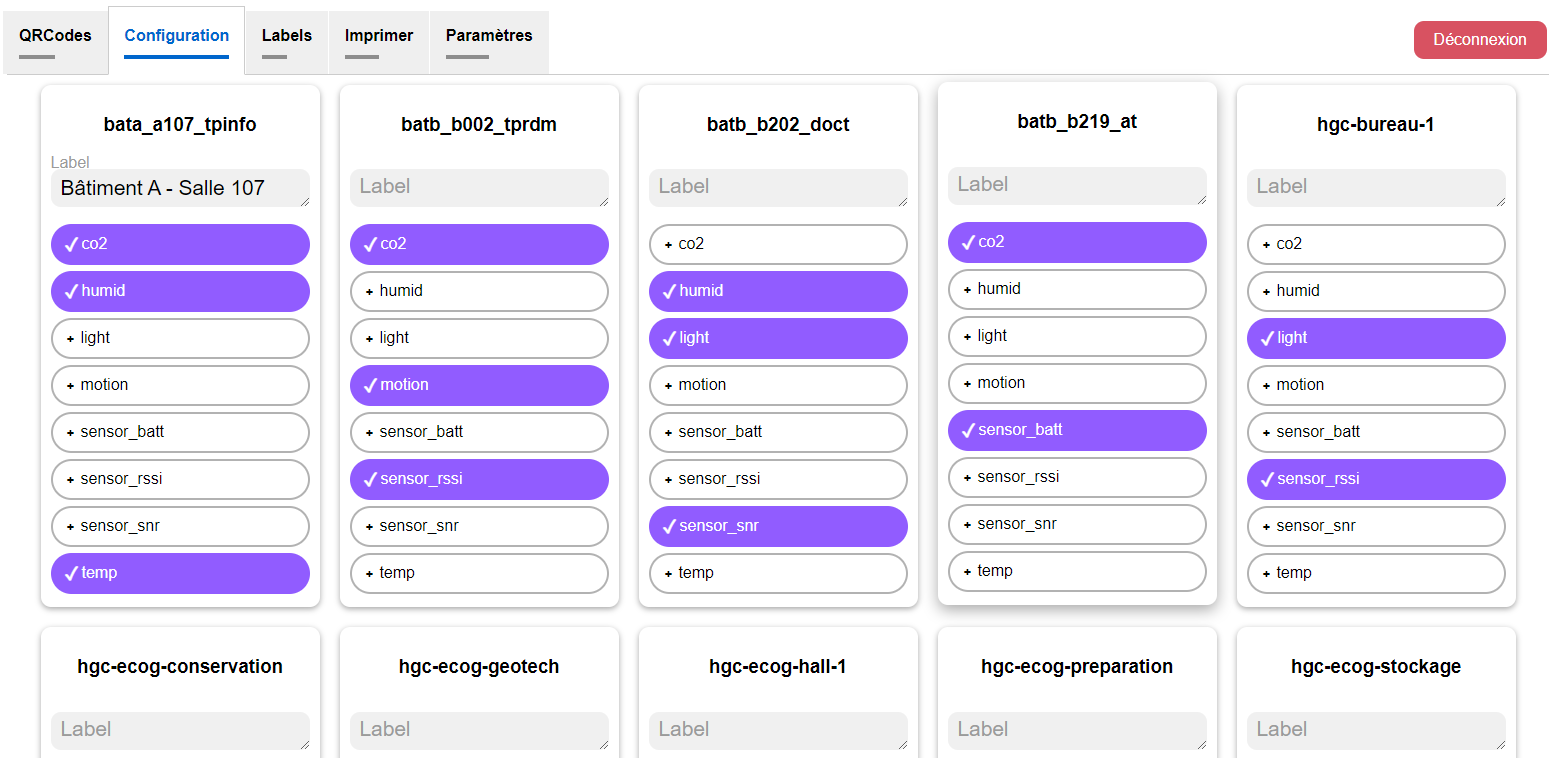 QRCodes
Configuration
Labels
Imprimer
Paramètres
Déconnexion
bata_a107_tpinfo
Label
Bâtiment A - Salle 107
co2
humid
light
motion
sensor_batt
sensor_rssi
sensor_snr
temp
batb_b002_tprdm
Label
co2
humid
light
motion
sensor_batt
sensor_rssi
sensor_snr
temp
batb_b202_doct
Label
co2
humid
light
motion
sensor_batt
sensor_rssi
sensor_snr
temp
batb_b219_at
Label
co2
humid
light
motion
sensor_batt
sensor_rssi
sensor_snr
temp
hgc-bureau-1
Label
co2
humid
light
motion
sensor_batt
sensor_rssi
sensor_snr
temp
hgc-ecog-conservation
Label
hgc-ecog-geotech
Label
hgc-ecog-hall-1
Label
hgc-ecog-preparation
Label
hgc-ecog-stockage
Label